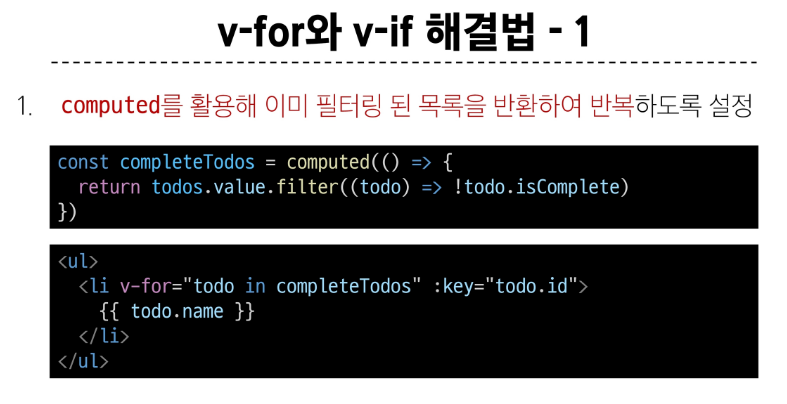 v-for와 v-if 해결법 - 1
1. computed를 활용해 이미 필터링 된 목록을 반환하여 반복하도록 설정
const completeTodos = computed(() => {
  return todos.value.filter((todo) => !todo.isComplete)
})
<ul>
  <li v-for="todo in completeTodos" :key="todo.id">
    {{ todo.name }}
  </li>
</ul>